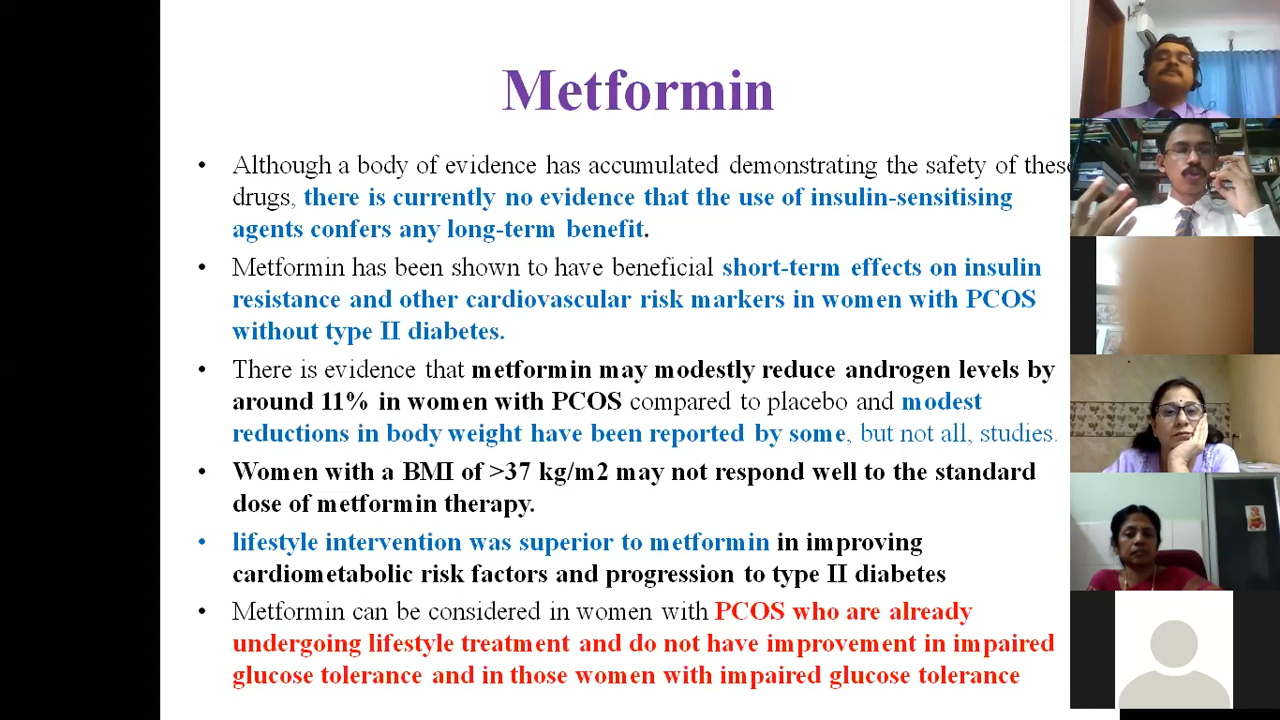 Metformin
• Although a body of evidence has accumulated demonstrating the safety of these
drugs, there is currently no evidence that the use of insulin-sensitising
agents confers any long-term benefit.
• Metformin has been shown to have beneficial short-term effects on insulin
resistance and other cardiovascular risk markers in women with PCOS
without type II diabetes.
• There is evidence that metformin may modestly reduce androgen levels by
around 11% in women with PCOS compared to placebo and modest
reductions in body weight have been reported by some, but not all, studies.
• Women with a BMI of >37 kg/m2 may not respond well to the standard
dose of metformin therapy.
• lifestyle intervention was superior to metformin in improving
cardiometabolic risk factors and progression to type II diabetes
• Metformin can be considered in women with PCOS who are already
undergoing lifestyle treatment and do not have improvement in impaired
glucose tolerance and in those women with impaired glucose tolerance